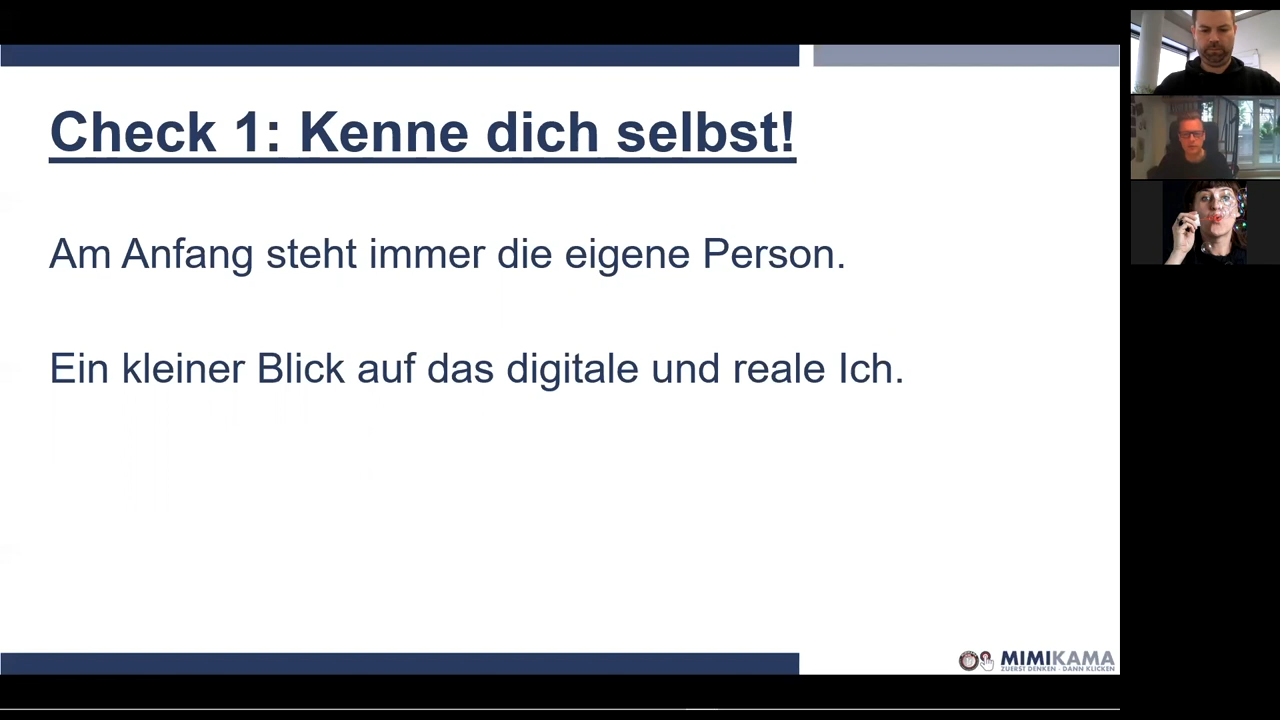 Check 1: Kenne dich selbst!
Am Anfang steht immer die eigene Person.
Ein kleiner Blick auf das digitale und reale Ich.
MIMIKAMA
ZUERST DENKEN - DANN KLICKEN